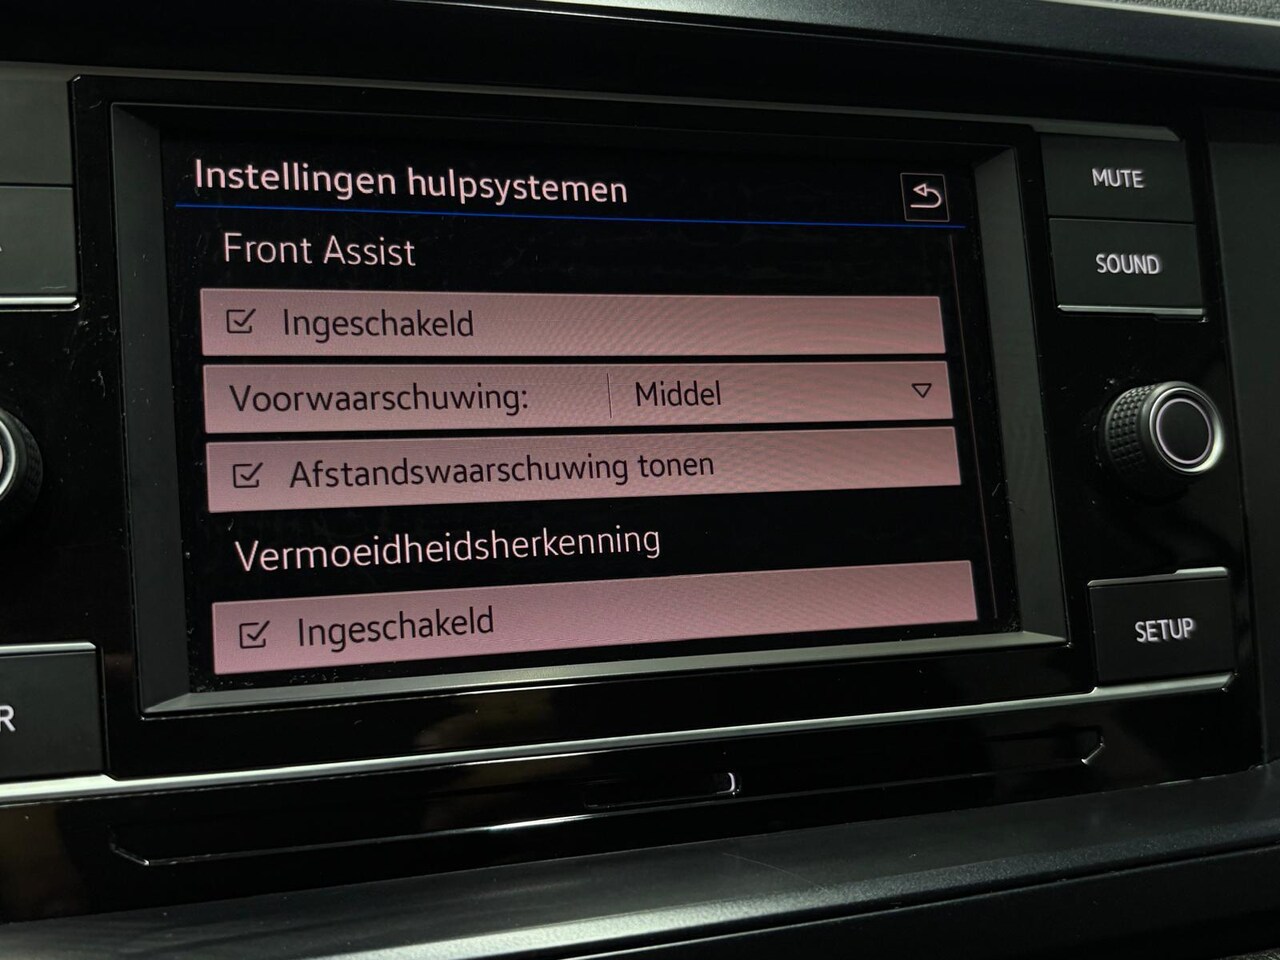 Instellingen hulpsystemen
Front Assist
Ingeschakeld
Voorwaarschuwing: Middel
Afstandswaarschuwing tonen
Vermoeidheidsherkenning
Ingeschakeld
MUTE
SOUND
SETUP
R